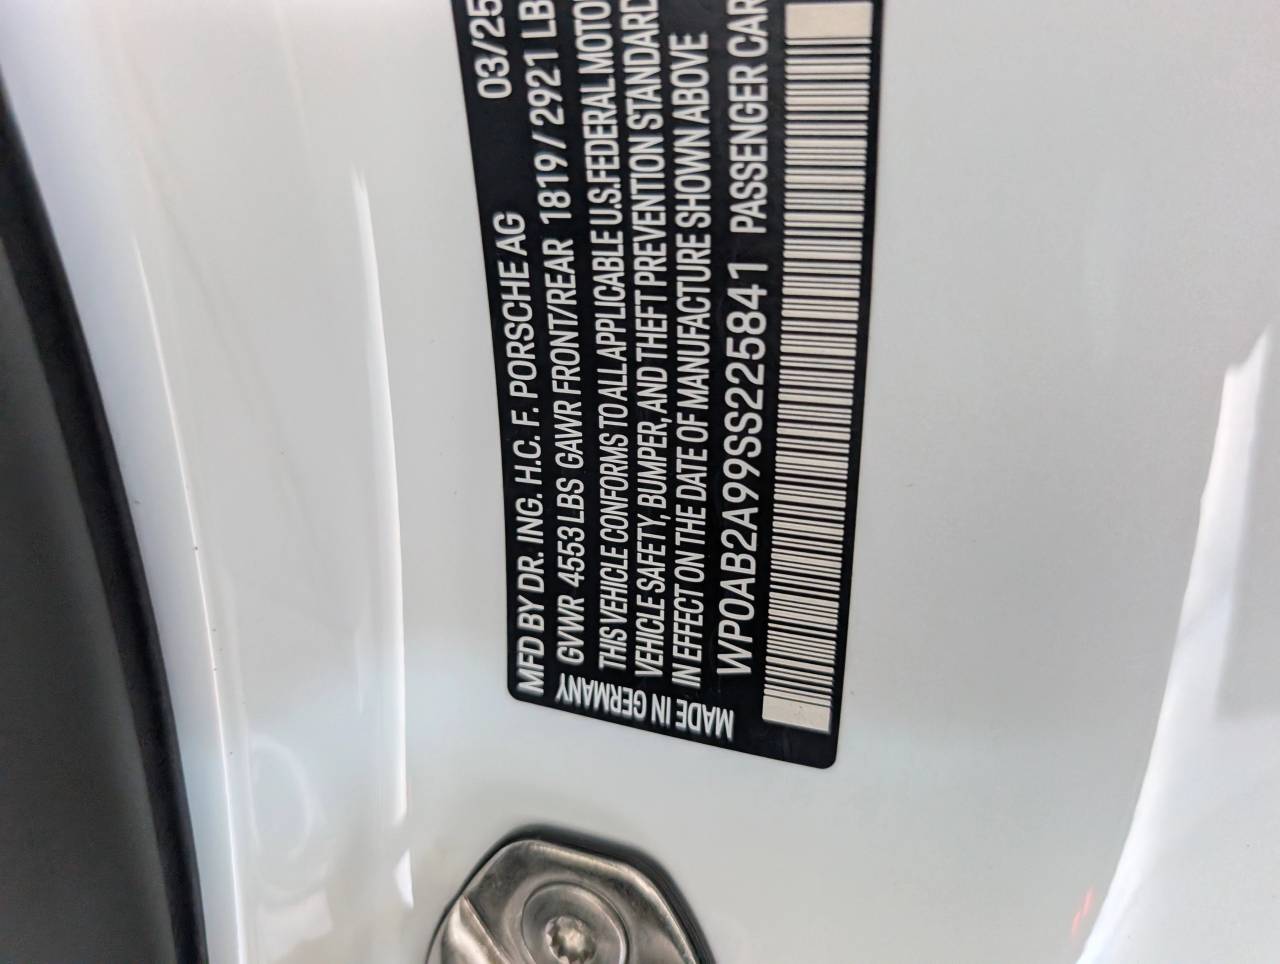 MFD BY DR. ING. H.C. F. PORSCHE AG 03/25
GVWR 4553 LBS GAWR FRONT/REAR 1819 / 2921 LB
THIS VEHICLE CONFORMS TO ALL APPLICABLE U.S. FEDERAL MOTO
VEHICLE SAFETY, BUMPER, AND THEFT PREVENTION STANDARD
IN EFFECT ON THE DATE OF MANUFACTURE SHOWN ABOVE
WP0AB2A99SS225841 PASSENGER CAR
MADE IN GERMANY